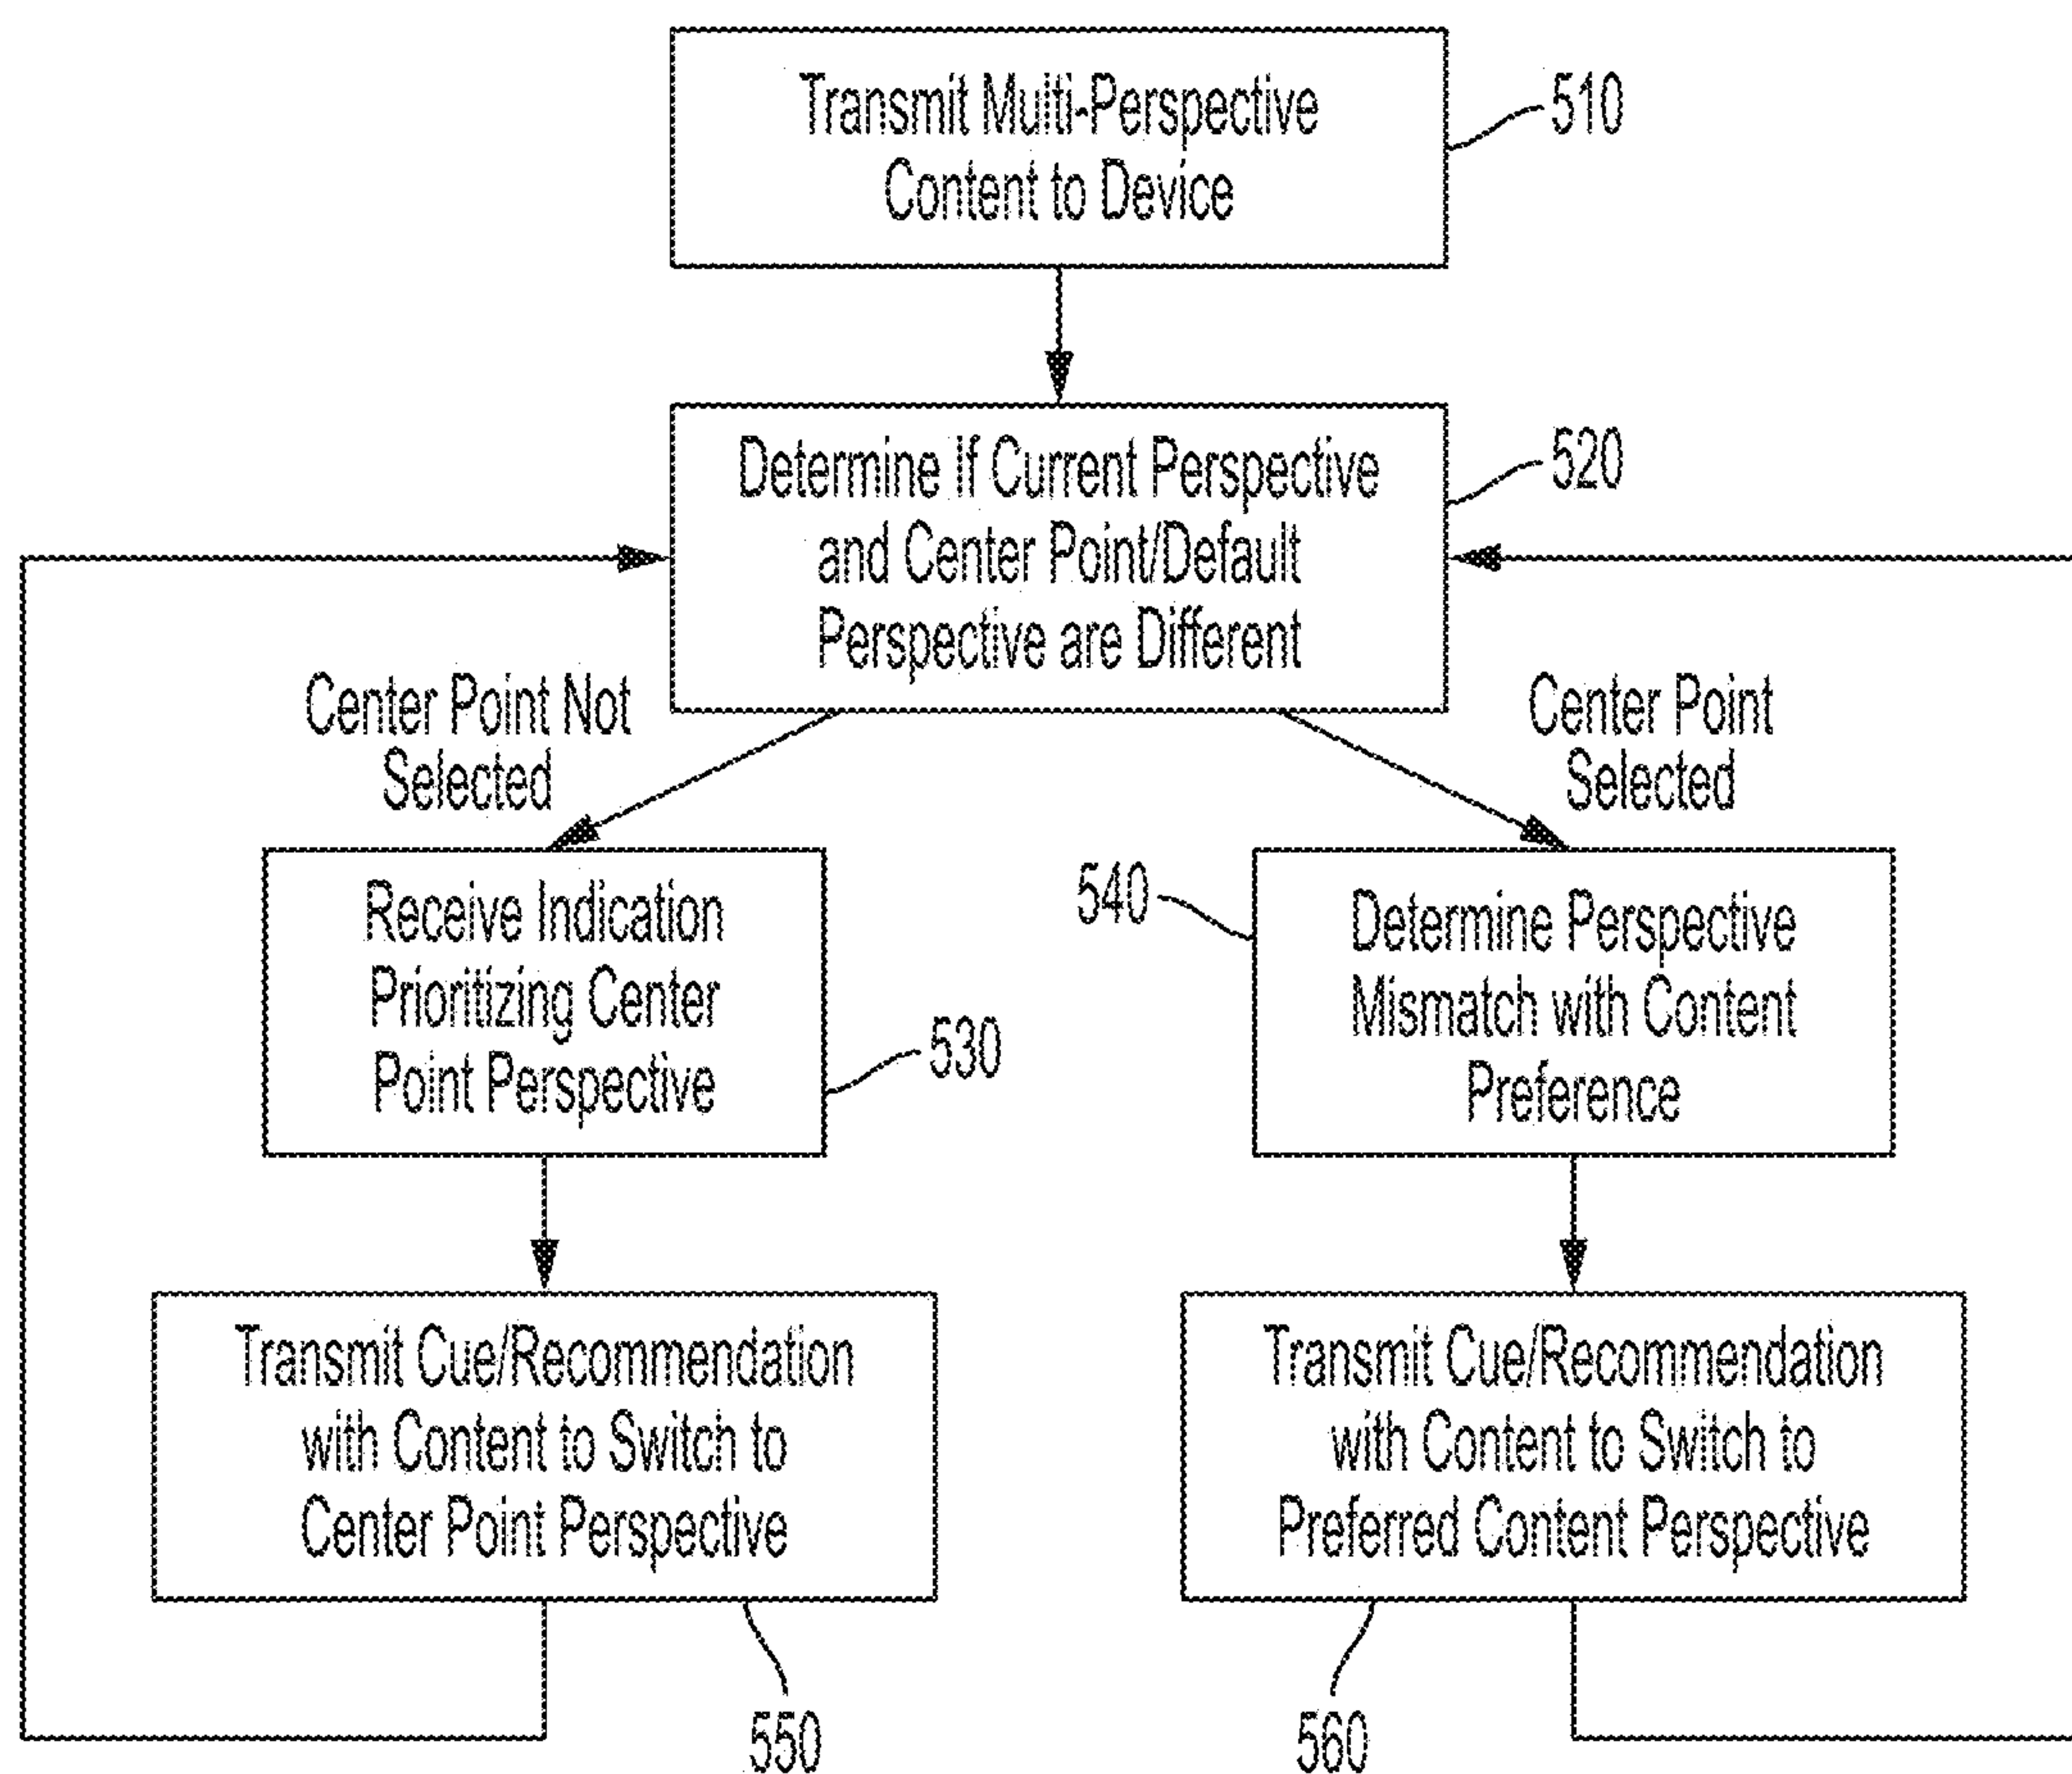 Transmit Multi-Perspective
Content to Device
510
Determine If Current Perspective
and Center Point/Default
Perspective are Different
520
Center Point Not
Selected
Center Point
Selected
Receive Indication
Prioritizing Center
Point Perspective
530
540
Determine Perspective
Mismatch with Content
Preference
Transmit Cue/Recommendation
with Content to Switch to
Center Point Perspective
550
Transmit Cue/Recommendation
with Content to Switch to
Preferred Content Perspective
560